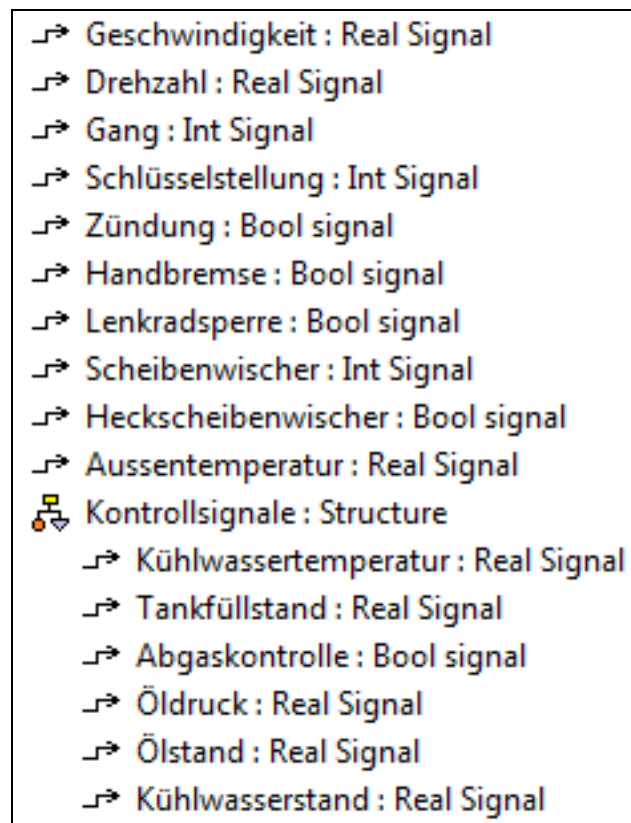 Geschwindigkeit : Real Signal
Drehzahl : Real Signal
Gang : Int Signal
Schlüsselstellung : Int Signal
Zündung : Bool signal
Handbremse : Bool signal
Lenkradsperre : Bool signal
Scheibenwischer : Int Signal
Heckscheibenwischer : Bool signal
Aussentemperatur : Real Signal
Kontrollsignale : Structure
Kühlwassertemperatur : Real Signal
Tankfüllstand : Real Signal
Abgaskontrolle : Bool signal
Öldruck : Real Signal
Ölstand : Real Signal
Kühlwasserstand : Real Signal